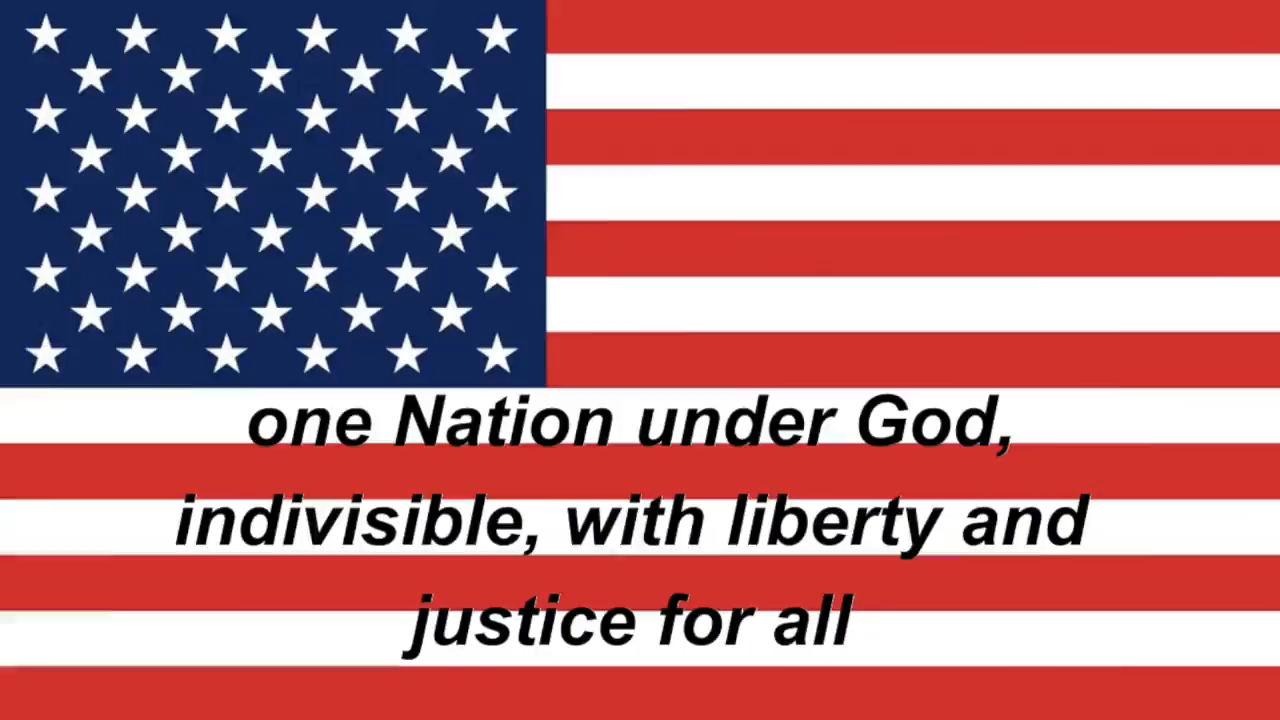 one Nation under God,
indivisible, with liberty and
justice for all